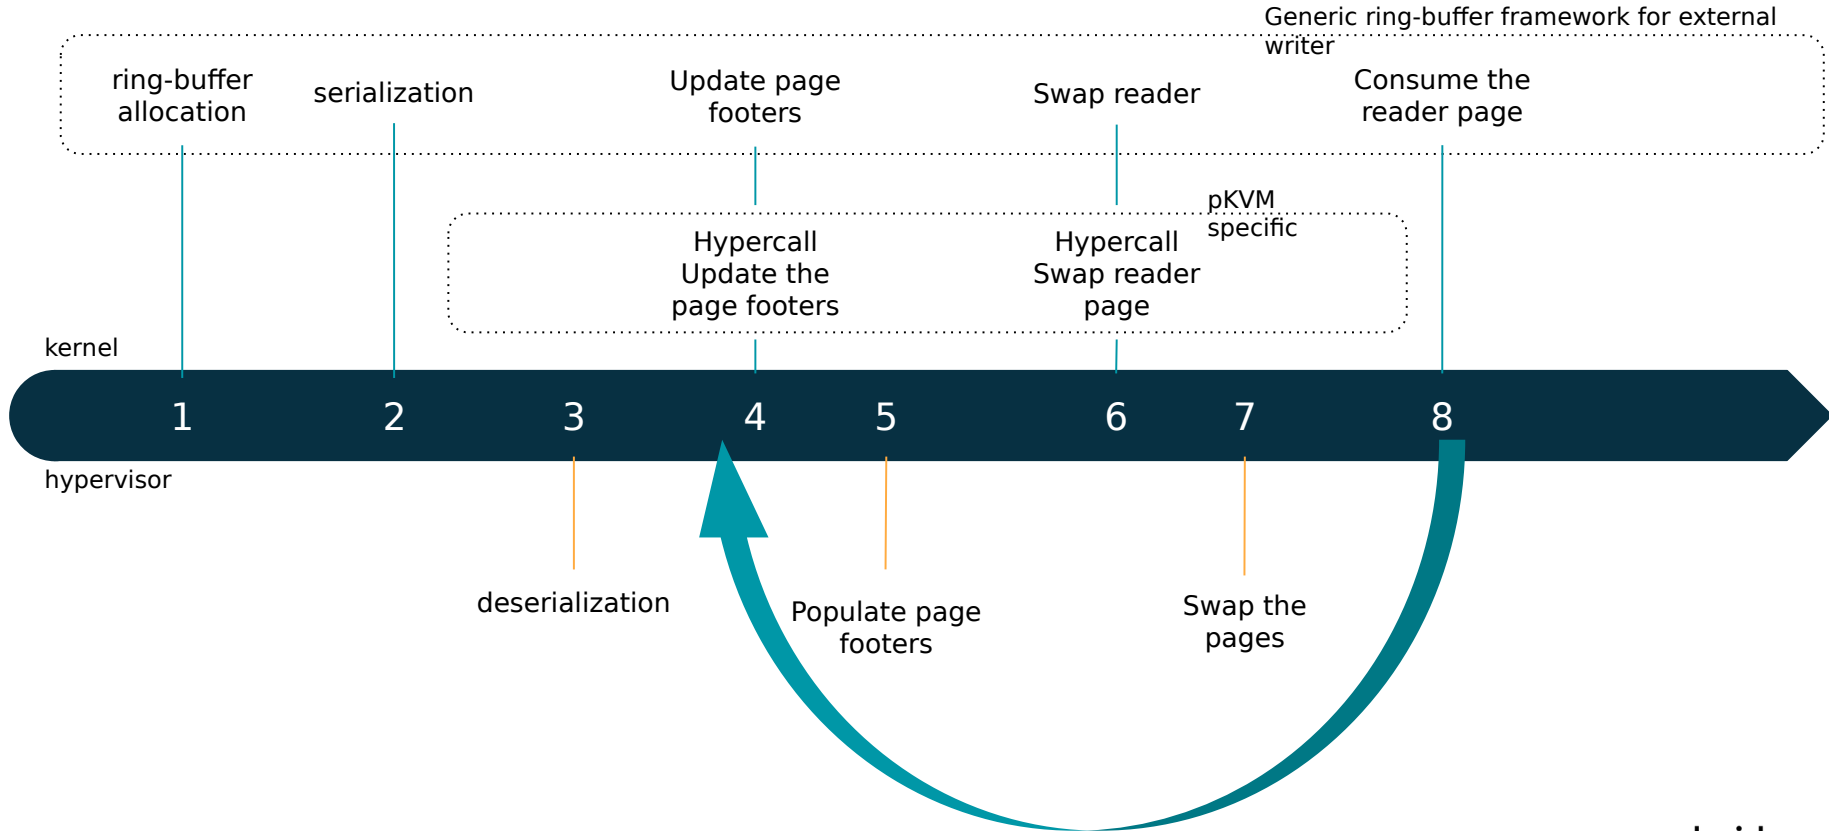 Generic ring-buffer framework for external
writer
ring-buffer
allocation
serialization
Update page
footers
Swap reader
Consume the
reader page
pKVM
specific
Hypercall
Update the
page footers
Hypercall
Swap reader
page
kernel
1 2 3 4 5 6 7 8
hypervisor
deserialization
Populate page
footers
Swap the
pages